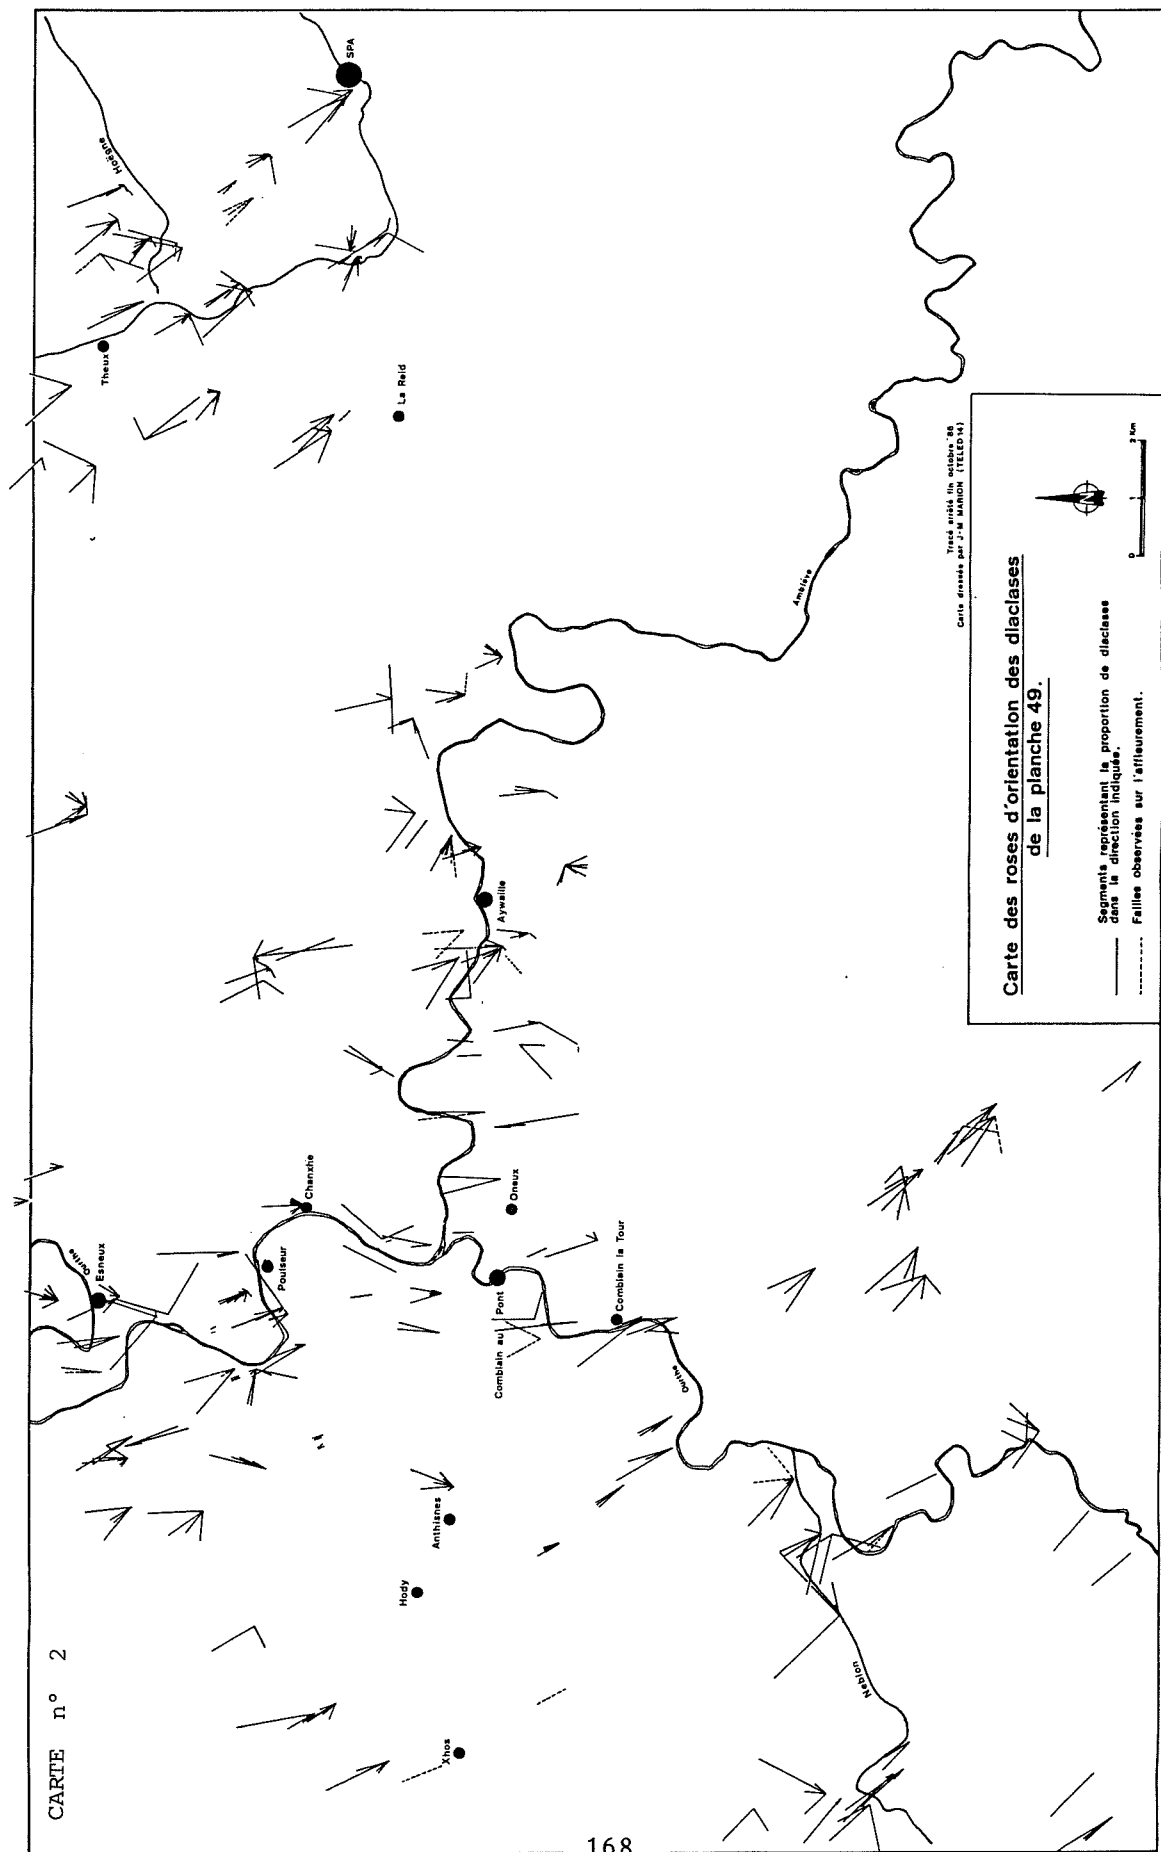 CARTE n° 2
Hoëgne
SPA
Theux
La Reid
Ourthe
Esneux
Poulseur
Chanxhe
Amblève
Aywaille
Oneux
Comblain au Pont
Comblain la Tour
Ourthe
Anthisnes
Hody
Xhos
Neblon
Tracé arrêté fin octobre '86
Carte dressée par J-M MARION (TELED 14)
Carte des roses d'orientation des diaclases
de la planche 49.
Segments représentant la proportion de diaclases
dans la direction indiquée.
Failles observées sur l'affleurement.
N
0 1 2 Km
168